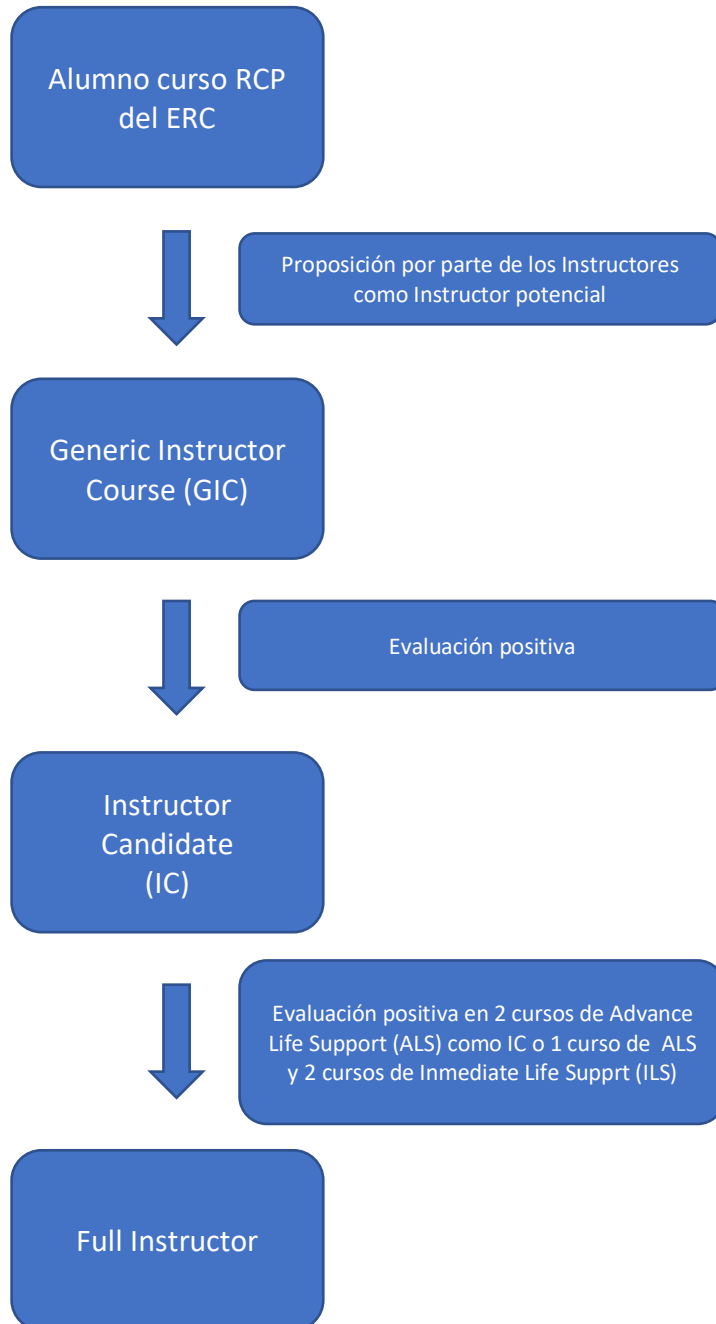 Alumno curso RCP
del ERC
Proposición por parte de los Instructores
como Instructor potencial
Generic Instructor
Course (GIC)
Evaluación positiva
Instructor
Candidate
(IC)
Evaluación positiva en 2 cursos de Advance
Life Support (ALS) como IC o 1 curso de ALS
y 2 cursos de Inmediate Life Supprt (ILS)
Full Instructor